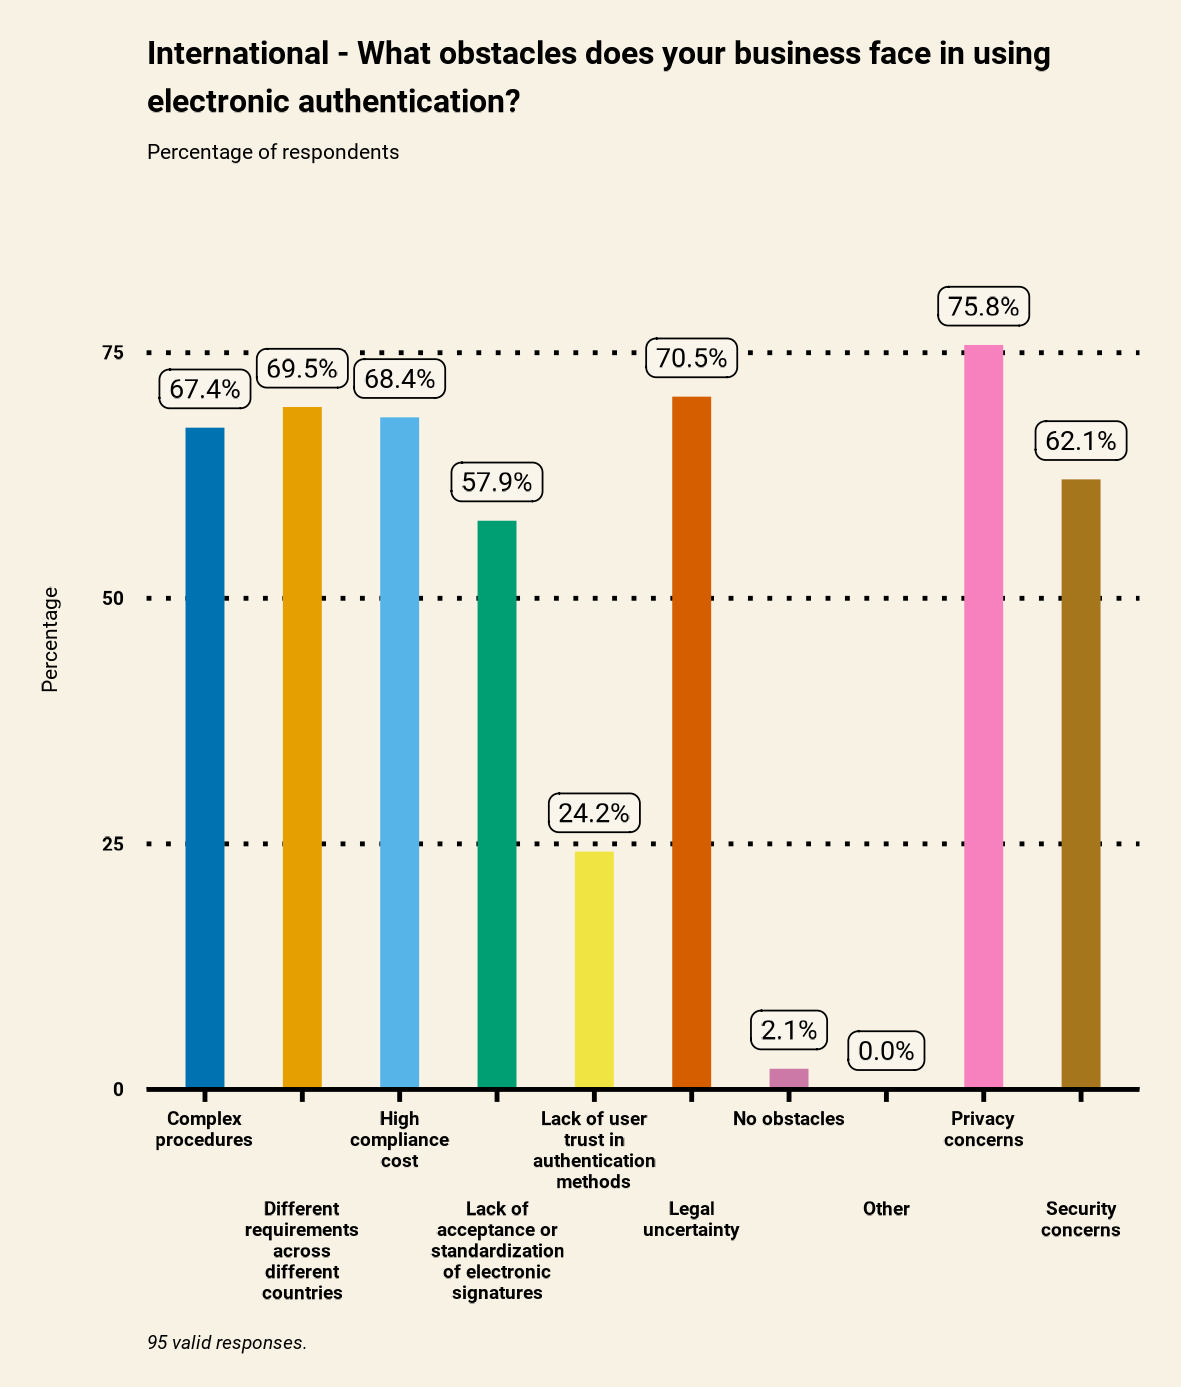 International - What obstacles does your business face in using
electronic authentication?
Percentage of respondents
Percentage
75
50
25
0
67.4%
69.5%
68.4%
57.9%
24.2%
70.5%
2.1%
0.0%
75.8%
62.1%
Complex
procedures
Different
requirements
across
different
countries
High
compliance
cost
Lack of
acceptance or
standardization
of electronic
signatures
Lack of user
trust in
authentication
methods
Legal
uncertainty
No obstacles
Other
Privacy
concerns
Security
concerns
95 valid responses.